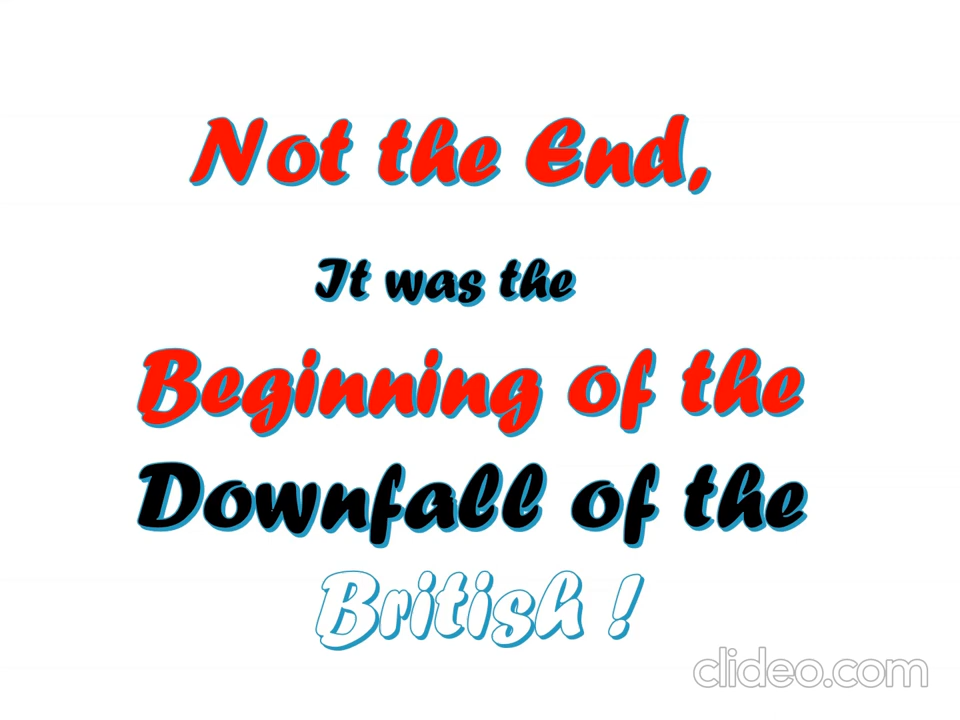 Not the End,
It was the
Beginning of the
Downfall of the
British !
clideo.com